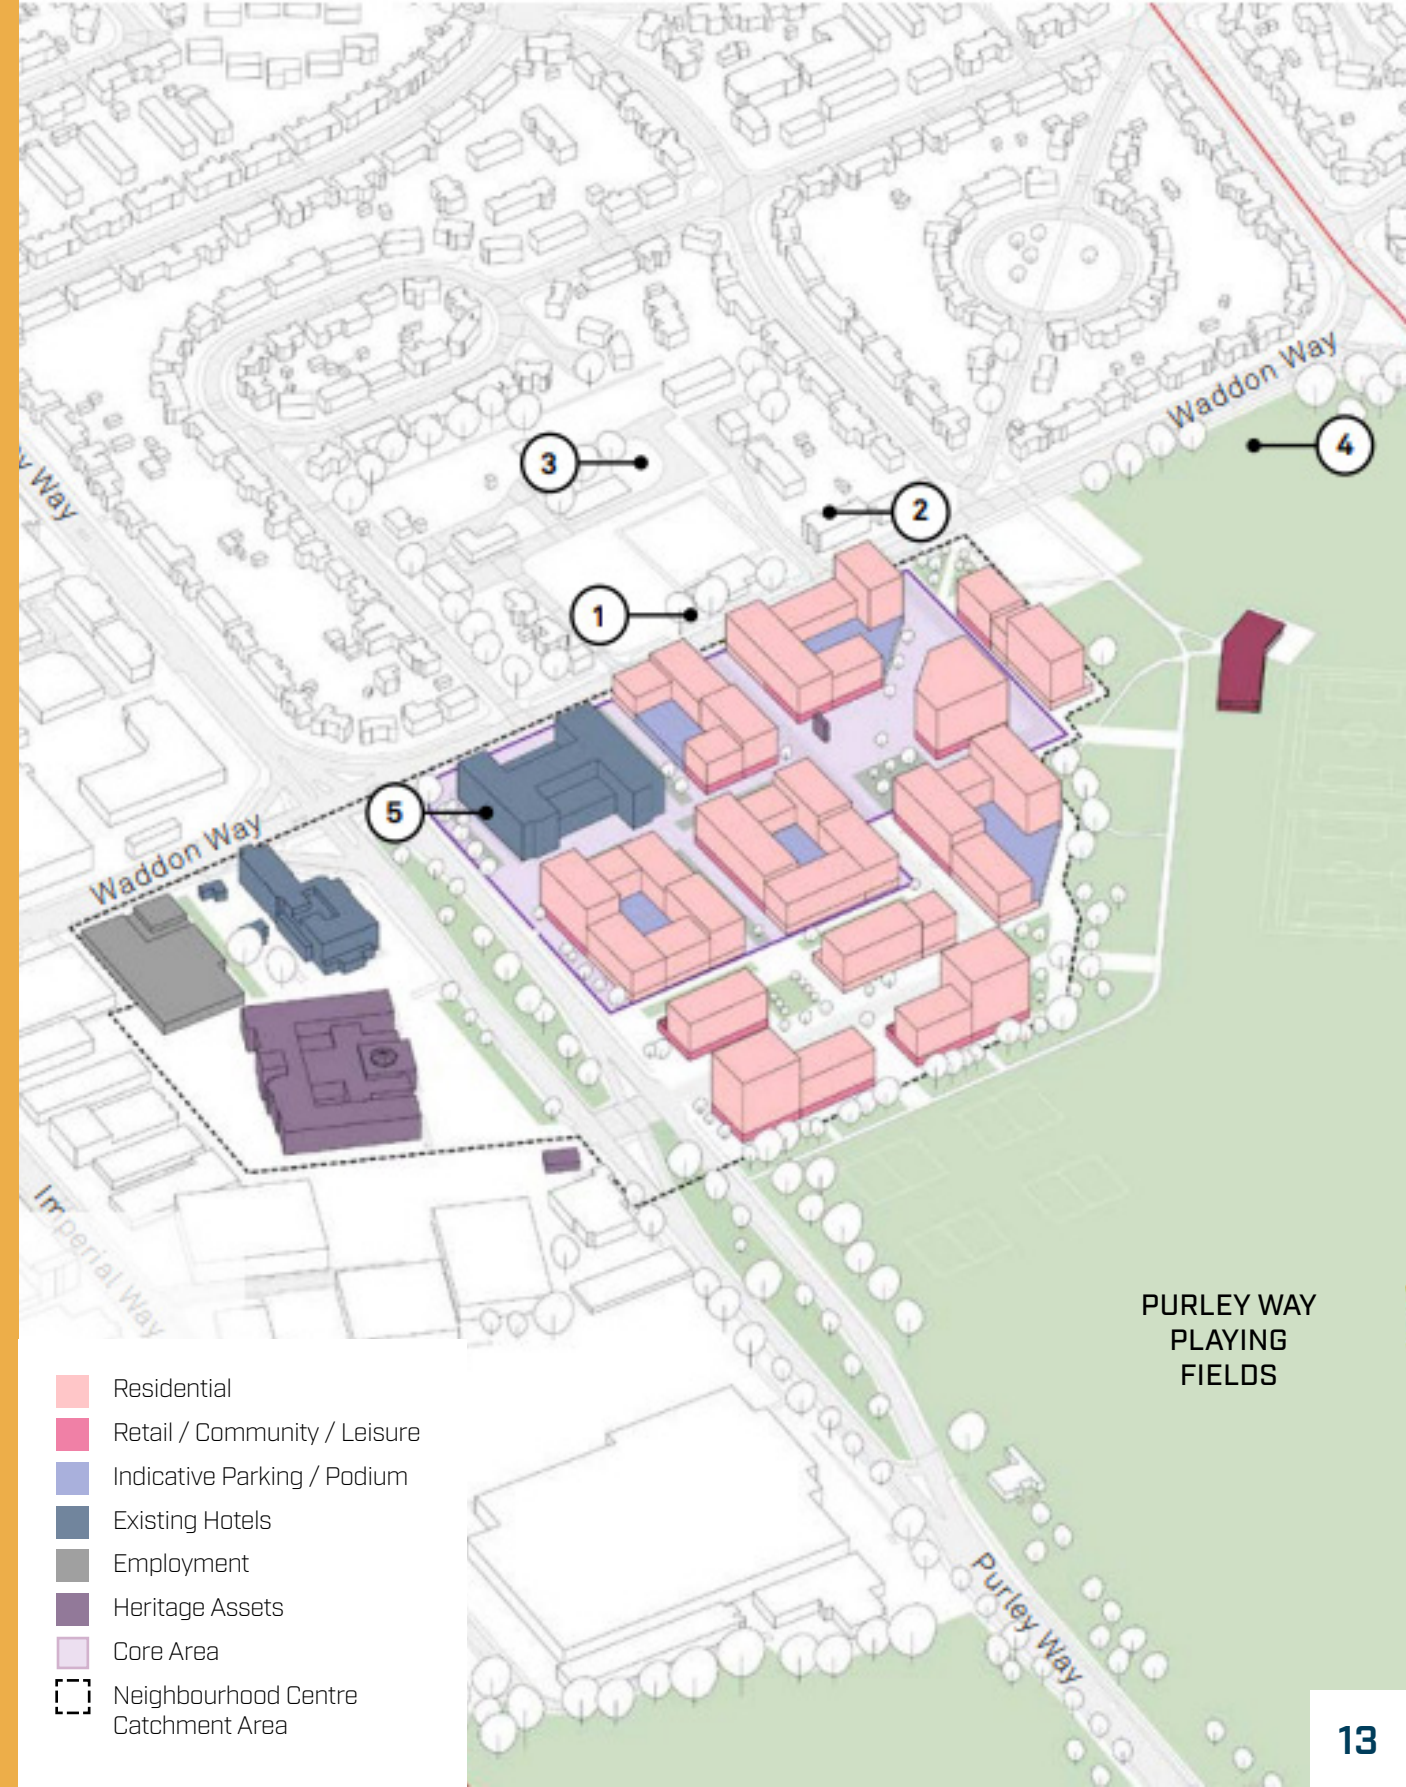 Waddon Way
4
3
y Way
2
1
5
Waddon Way
Imperial Way
PURLEY WAY
PLAYING
FIELDS
Residential
Retail / Community / Leisure
Indicative Parking / Podium
Existing Hotels
Employment
Heritage Assets
Core Area
Neighbourhood Centre
Catchment Area
Purley Way
13